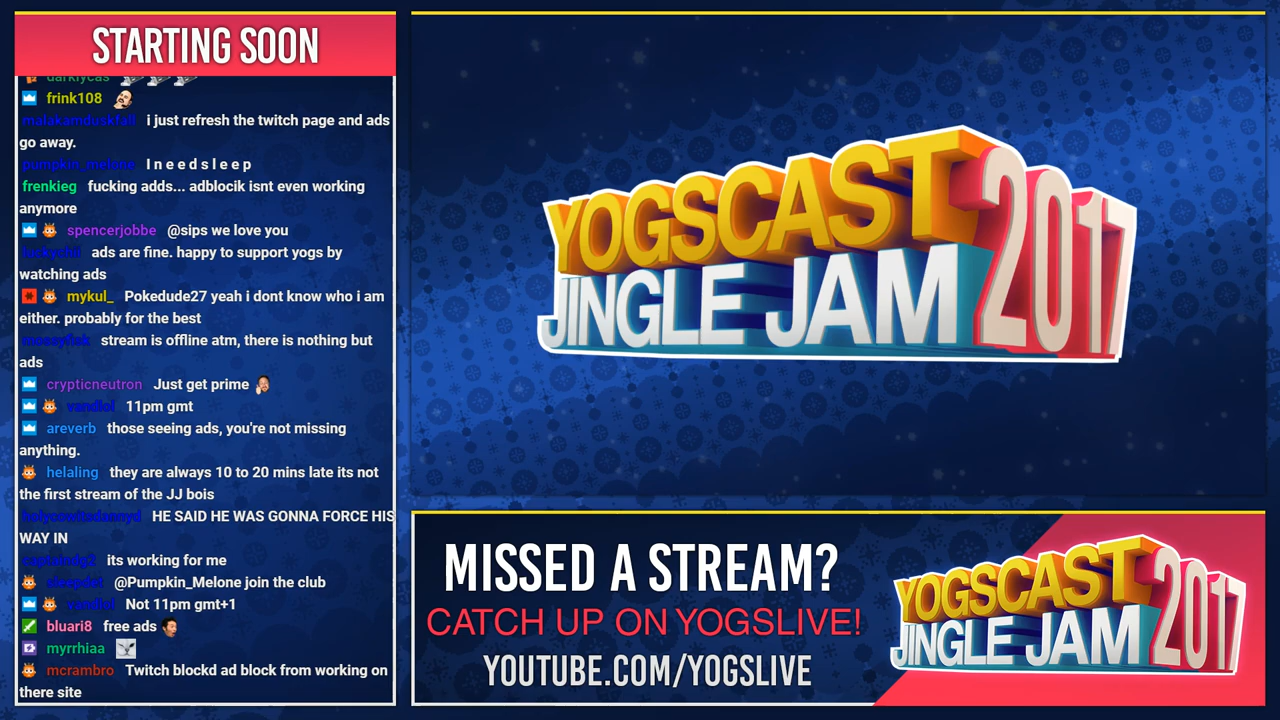 STARTING SOON
darklycas
frink108
malakamduskfall i just refresh the twitch page and ads
go away.
pumpkin_melone I n e e d s l e e p
frenkieg fucking adds... adblocik isnt even working
anymore
spencerjobbe @sips we love you
ads are fine. happy to support yogs by
watching ads
mykul_ Pokedude27 yeah i dont know who i am
either. probably for the best
stream is offline atm, there is nothing but
ads
crypticneutron Just get prime
vandlol 11pm gmt
areverb those seeing ads, you're not missing
anything.
helaling they are always 10 to 20 mins late its not
the first stream of the JJ bois
HE SAID HE WAS GONNA FORCE HIS
WAY IN
its working for me
@Pumpkin_Melone join the club
vandlol Not 11pm gmt+1
bluari8 free ads
myrrhiaa
mcrambro Twitch blockd ad block from working on
there site
YOGSCAST
JINGLE JAM 2017
MISSED A STREAM?
CATCH UP ON YOGSLIVE!
YOUTUBE.COM/YOGSLIVE
YOGSCAST
JINGLE JAM 2017